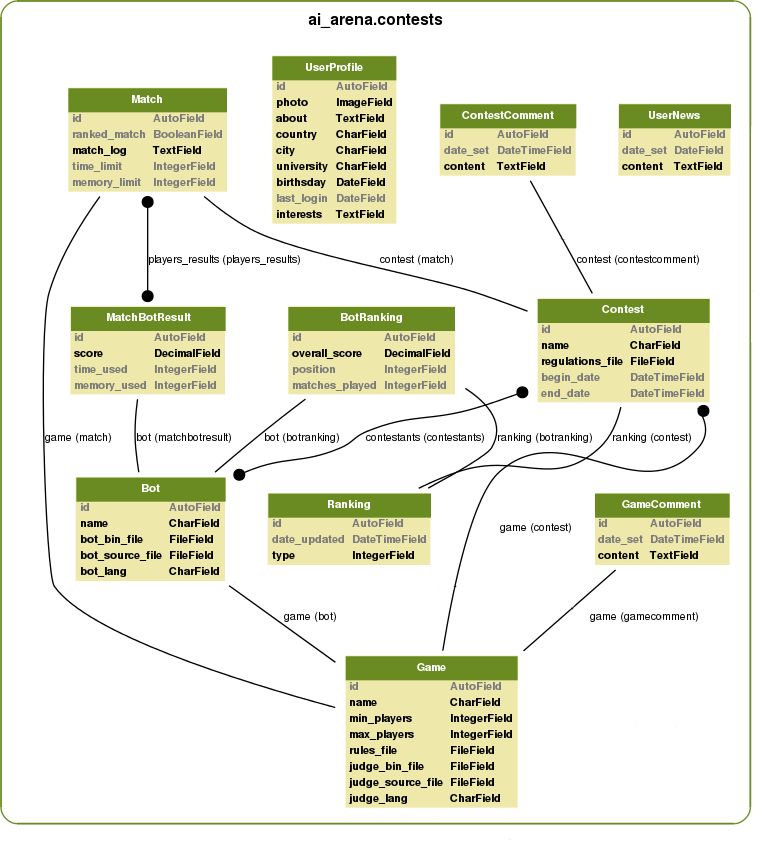 ai_arena.contests
UserProfile
id AutoField
photo ImageField
about TextField
country CharField
city CharField
university CharField
birthsday DateField
last_login DateField
interests TextField
Match
id AutoField
ranked_match BooleanField
match_log TextField
time_limit IntegerField
memory_limit IntegerField
ContestComment
id AutoField
date_set DateTimeField
content TextField
UserNews
id AutoField
date_set DateField
content TextField
players_results (players_results)
contest (match)
contest (contestcomment)
MatchBotResult
id AutoField
score DecimalField
time_used IntegerField
memory_used IntegerField
BotRanking
id AutoField
overall_score DecimalField
position IntegerField
matches_played IntegerField
Contest
id AutoField
name CharField
regulations_file FileField
begin_date DateTimeField
end_date DateTimeField
game (match)
bot (matchbotresult)
bot (botranking)
contestants (contestants)
ranking (botranking)
ranking (contest)
Bot
id AutoField
name CharField
bot_bin_file FileField
bot_source_file FileField
bot_lang CharField
Ranking
id AutoField
date_updated DateTimeField
type IntegerField
game (contest)
GameComment
id AutoField
date_set DateTimeField
content TextField
game (bot)
game (gamecomment)
Game
id AutoField
name CharField
min_players IntegerField
max_players IntegerField
rules_file FileField
judge_bin_file FileField
judge_source_file FileField
judge_lang CharField